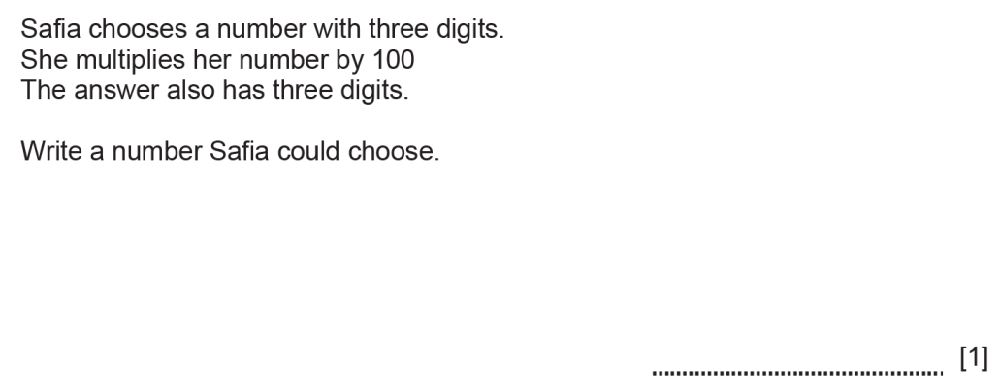 Safia chooses a number with three digits.
She multiplies her number by 100
The answer also has three digits.
Write a number Safia could choose.
[1]